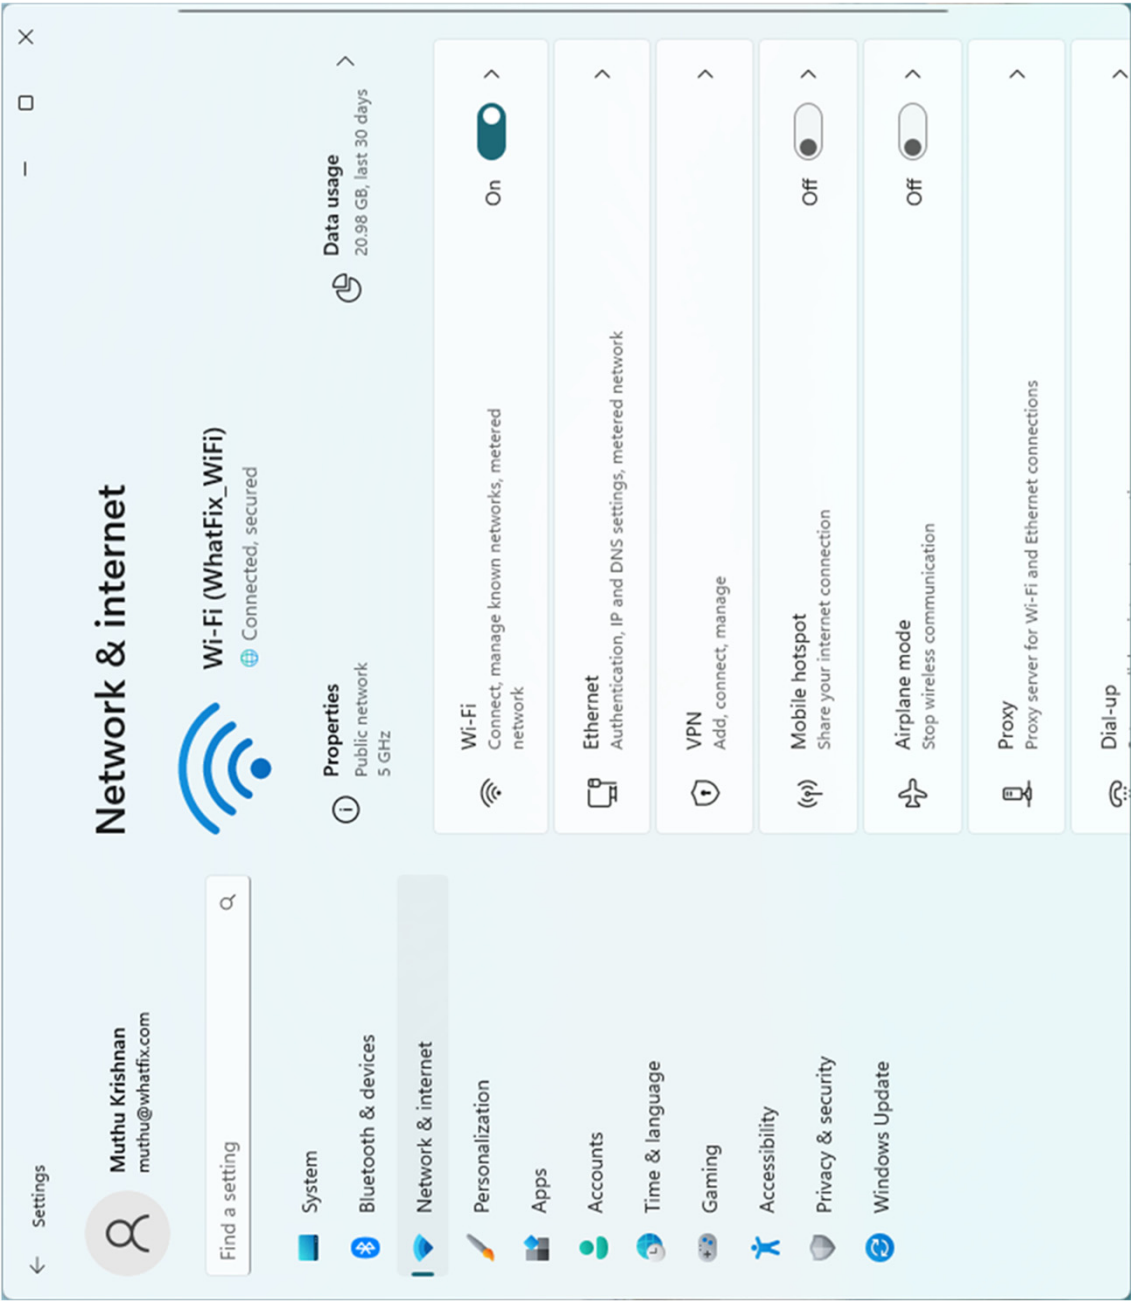 Settings
Muthu Krishnan
muthu@whatfix.com
Find a setting
System
Bluetooth & devices
Network & internet
Personalization
Apps
Accounts
Time & language
Gaming
Accessibility
Privacy & security
Windows Update
Network & internet
Wi-Fi (WhatFix_WiFi)
Connected, secured
Properties
Public network
5 GHz
Data usage
20.98 GB, last 30 days
Wi-Fi
Connect, manage known networks, metered
network
On
Ethernet
Authentication, IP and DNS settings, metered network
VPN
Add, connect, manage
Mobile hotspot
Share your internet connection
Off
Airplane mode
Stop wireless communication
Off
Proxy
Proxy server for Wi-Fi and Ethernet connections
Dial-up